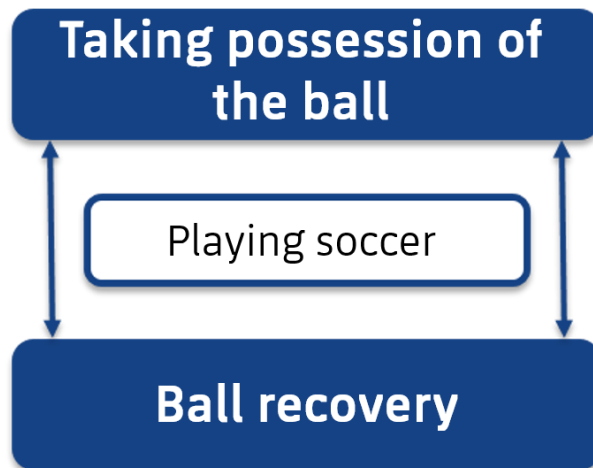 Taking possession of
the ball
Playing soccer
Ball recovery